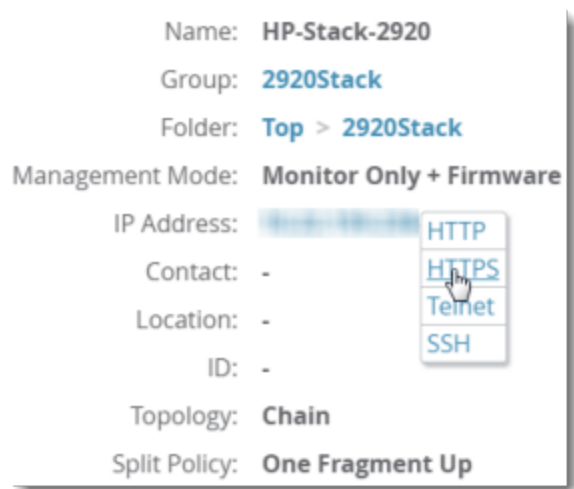 Name: HP-Stack-2920
Group: 2920Stack
Folder: Top > 2920Stack
Management Mode: Monitor Only + Firmware
IP Address:
HTTP
Contact: -
HTTPS
Location: -
Telnet
SSH
ID: -
Topology: Chain
Split Policy: One Fragment Up